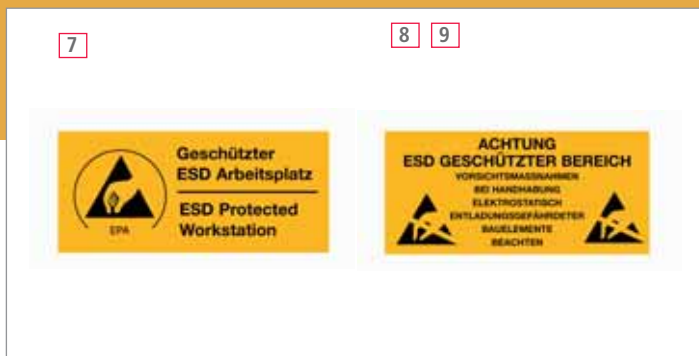 7
8 9
Geschützter
ESD Arbeitsplatz
ESD Protected
Workstation
EPA
ACHTUNG
ESD GESCHÜTZTER BEREICH
VORSICHTSMASSNAHMEN
BEI HANDHABUNG
ELEKTROSTATISCH
ENTLADUNGSGEFÄHRDETER
BAUELEMENTE
BEACHTEN